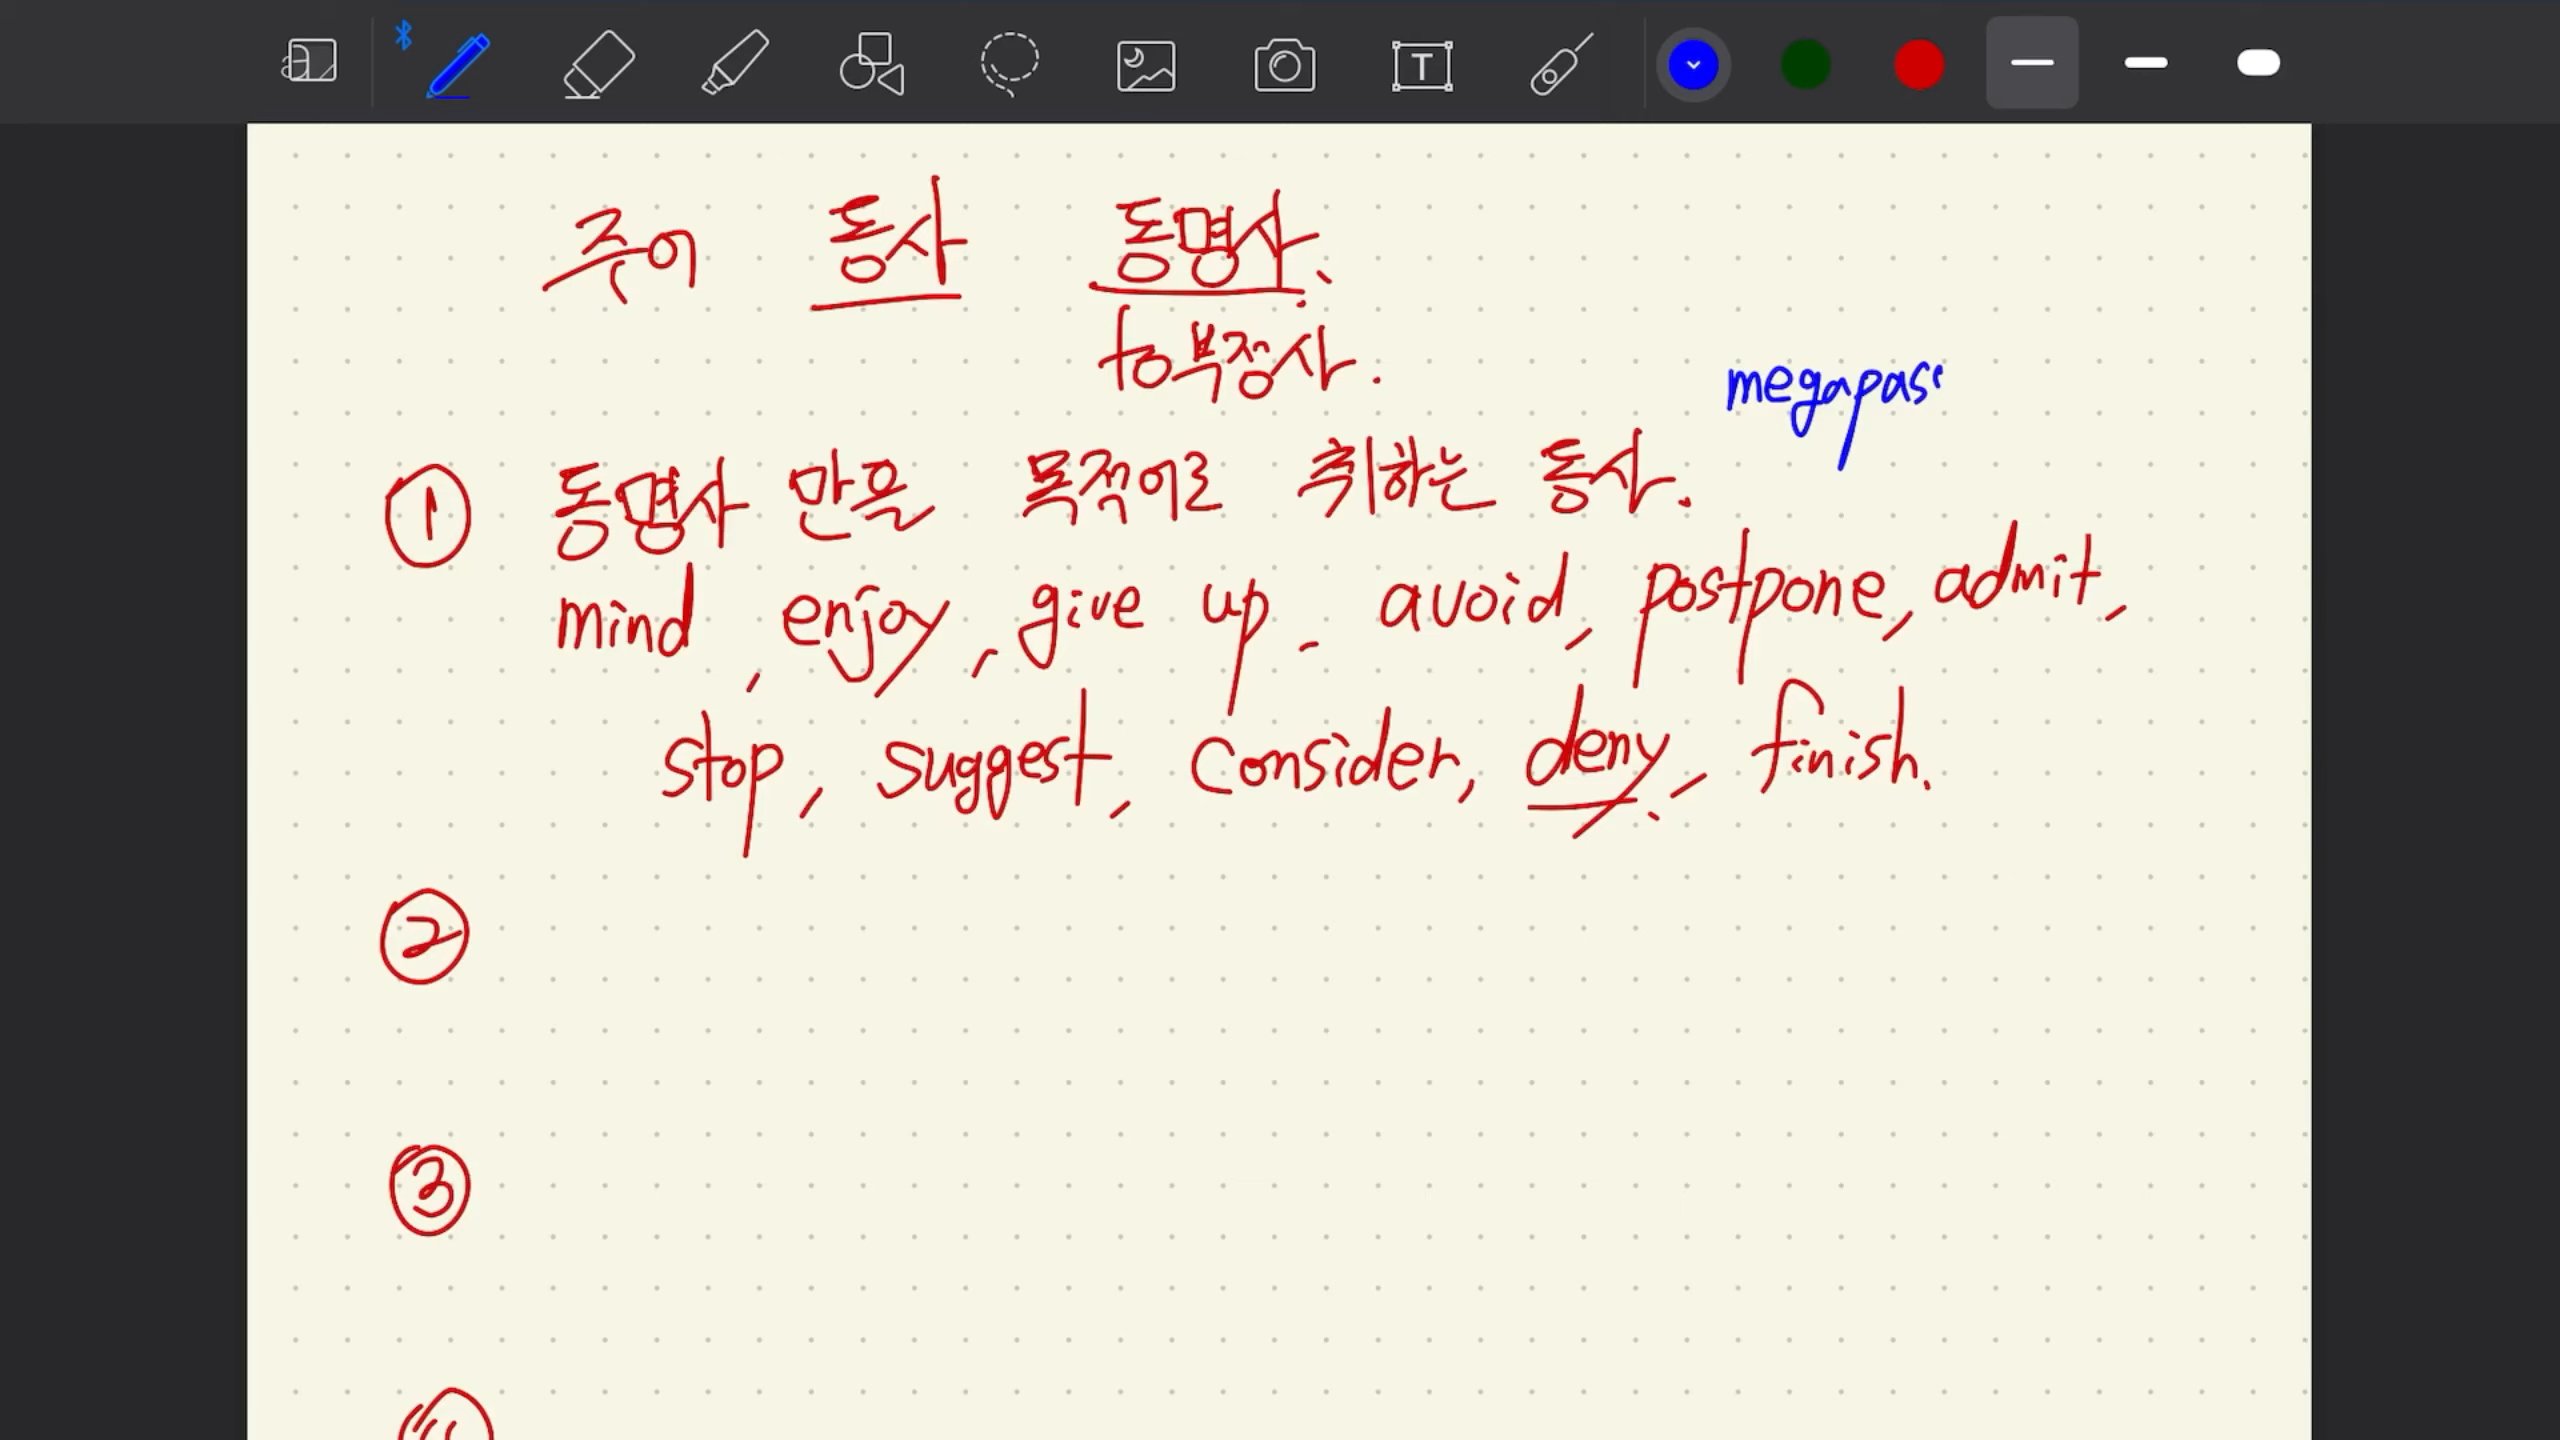 주어 동사 동명사.
to부정사.
megapas
① 동명사 만을 목적어로 취하는 동사.
mind, enjoy, give up, avoid, postpone, admit,
stop, suggest, consider, deny, finish.
②
③